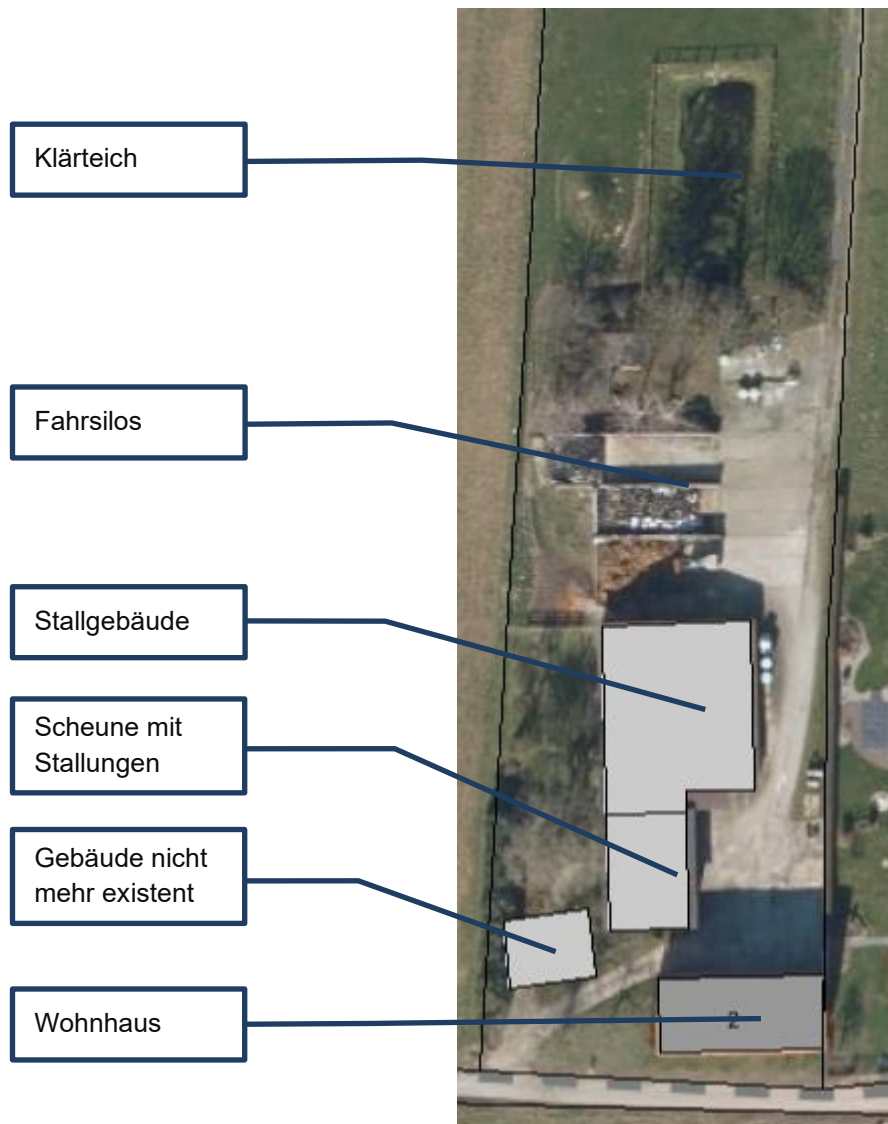 Klärteich
Fahrsilos
Stallgebäude
Scheune mit
Stallungen
Gebäude nicht
mehr existent
Wohnhaus
2